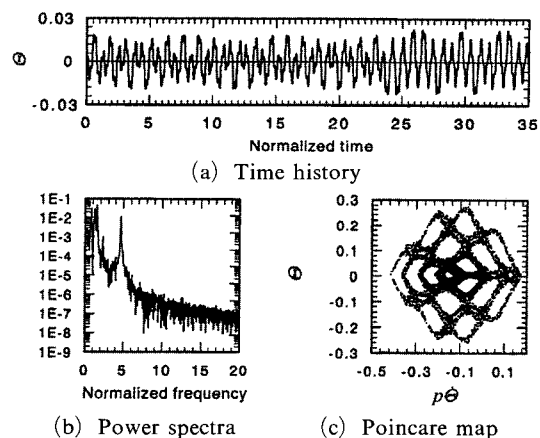 0.03
Θ
0
-0.03
0 5 10 15 20 25 30 35
Normalized time
(a) Time history
1E-1
1E-2
1E-3
1E-4
1E-5
1E-6
1E-7
1E-8
1E-9
0 5 10 15 20
Normalized frequency
(b) Power spectra
0.3
0.2
0.1
Θ
0.0
-0.1
-0.2
-0.3
-0.5 -0.3 -0.1 0.1
pΘ̇
(c) Poincare map